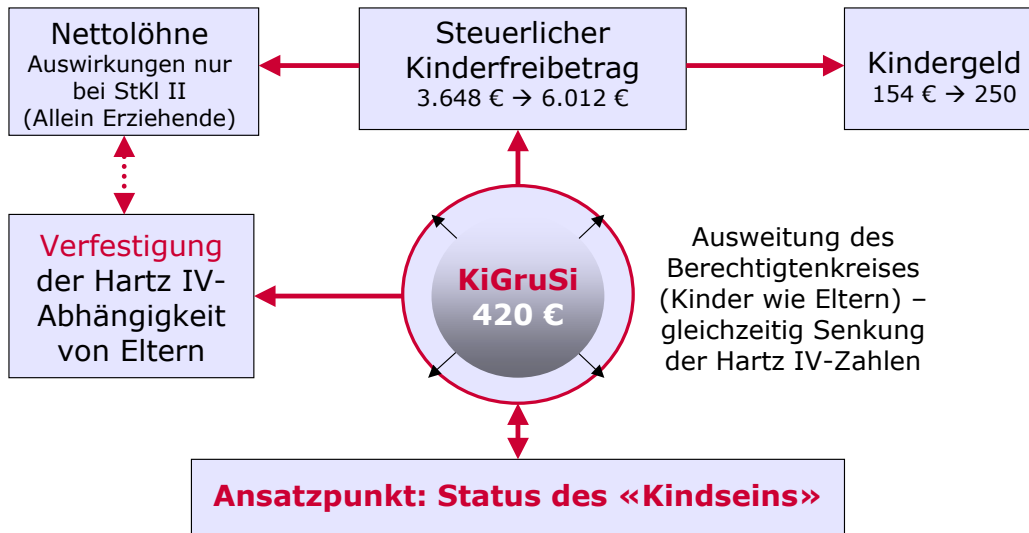 Nettolöhne
Auswirkungen nur
bei StKl II
(Allein Erziehende)
Steuerlicher
Kinderfreibetrag
3.648 € → 6.012 €
Kindergeld
154 € → 250
Verfestigung
der Hartz IV-
Abhängigkeit
von Eltern
KiGruSi
420 €
Ausweitung des
Berechtigtenkreises
(Kinder wie Eltern) –
gleichzeitig Senkung
der Hartz IV-Zahlen
Ansatzpunkt: Status des «Kindseins»